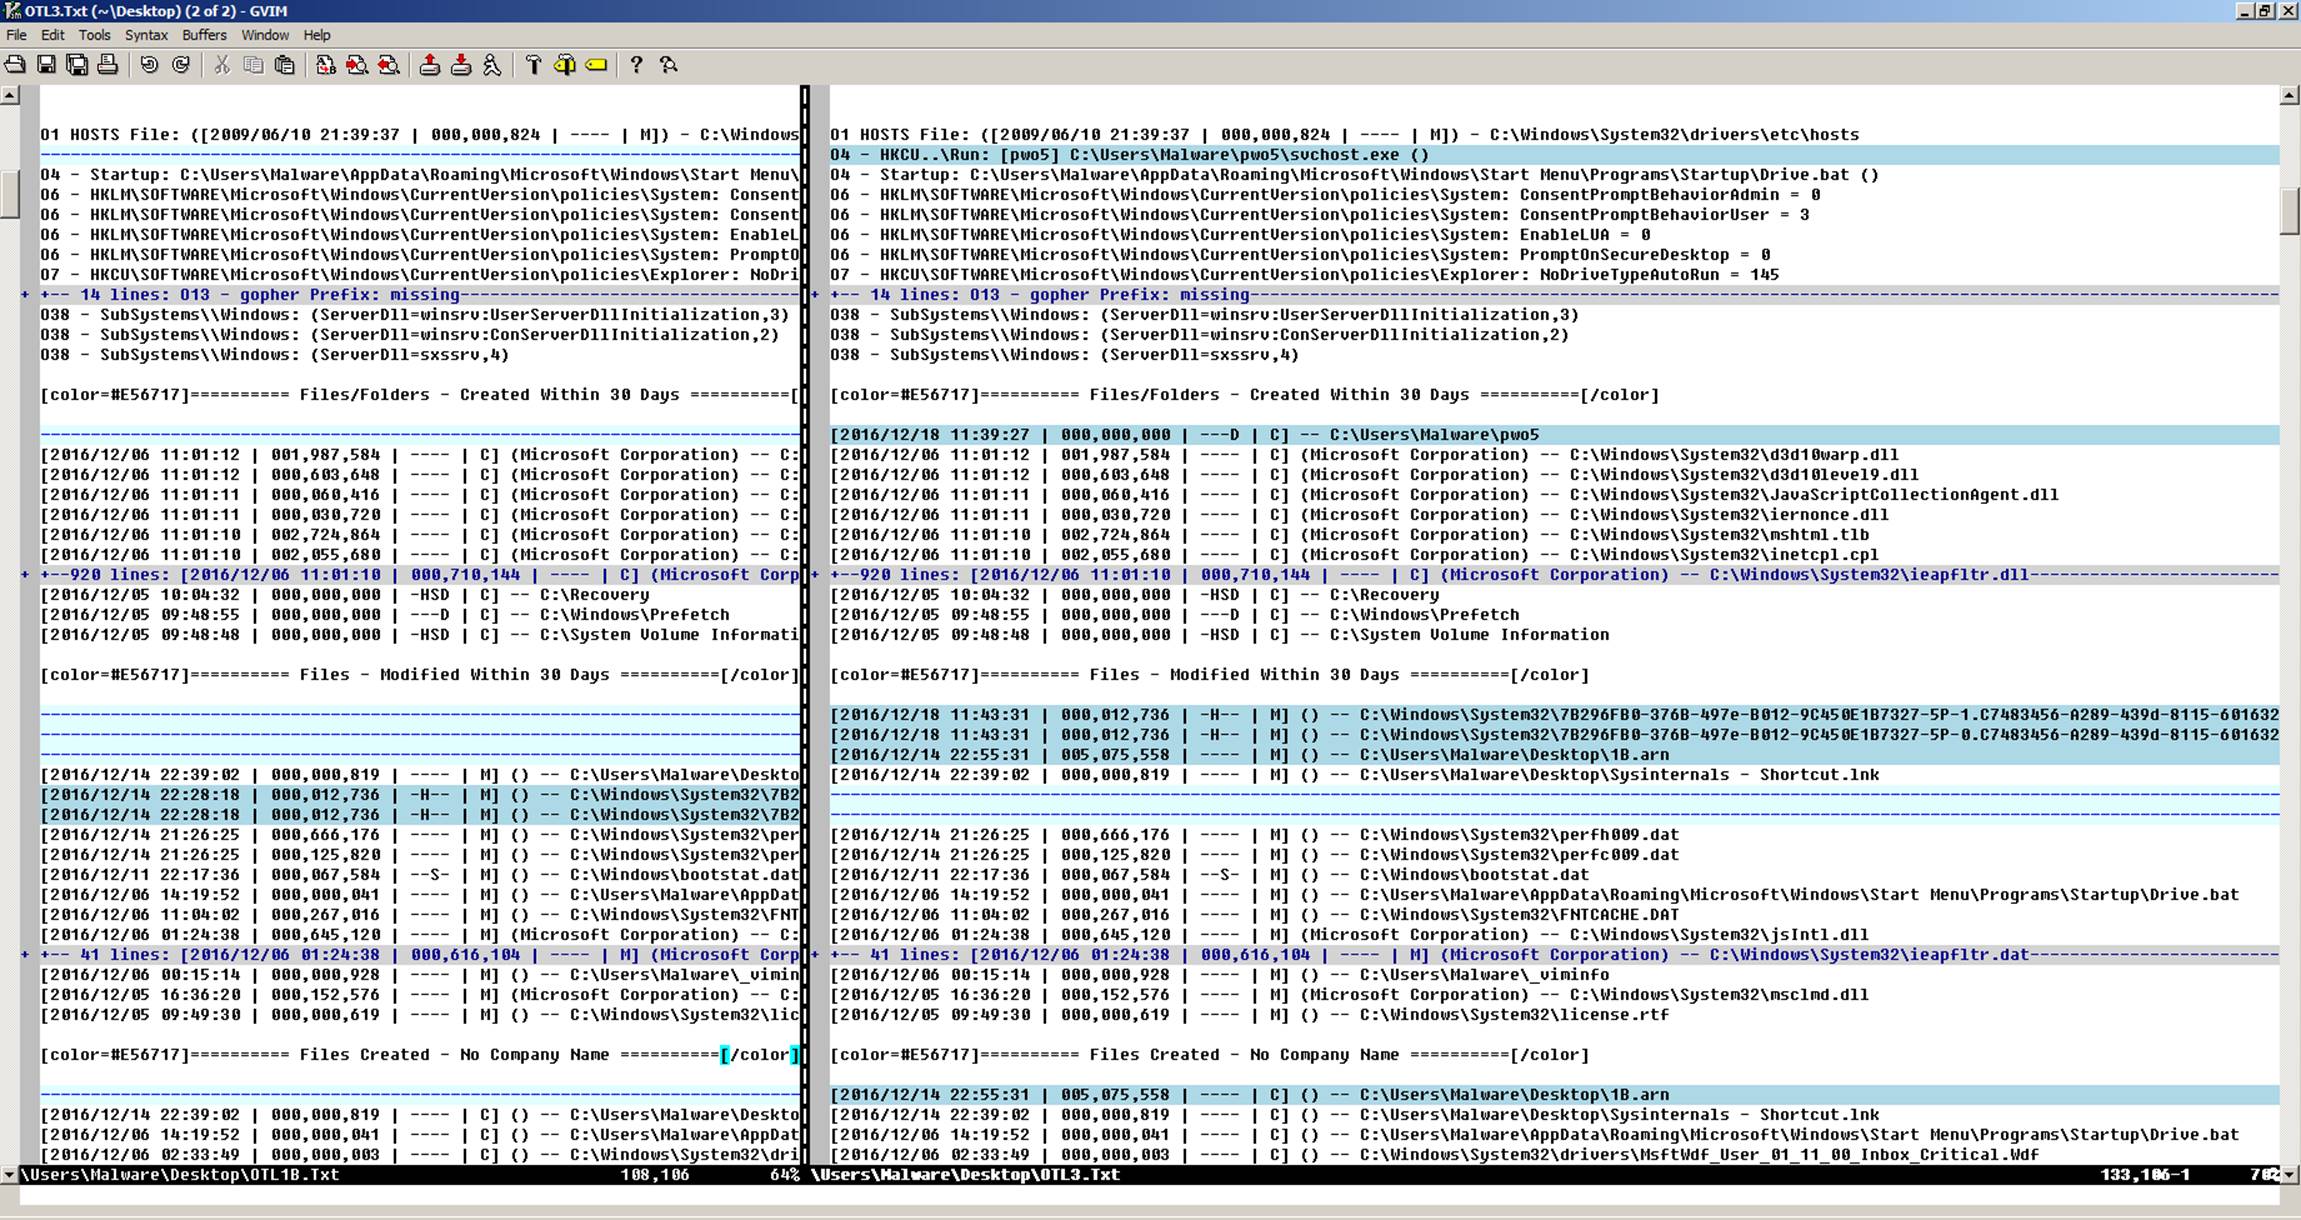 OTL3.Txt (~\Desktop) (2 of 2) - GVIM
File Edit Tools Syntax Buffers Window Help
O1 HOSTS File: ([2009/06/10 21:39:37 | 000,000,824 | ---- | M]) - C:\Windows
O4 - Startup: C:\Users\Malware\AppData\Roaming\Microsoft\Windows\Start Menu\
O6 - HKLM\SOFTWARE\Microsoft\Windows\CurrentVersion\policies\System: Consent
O6 - HKLM\SOFTWARE\Microsoft\Windows\CurrentVersion\policies\System: Consent
O6 - HKLM\SOFTWARE\Microsoft\Windows\CurrentVersion\policies\System: EnableL
O6 - HKLM\SOFTWARE\Microsoft\Windows\CurrentVersion\policies\System: PromptO
O7 - HKCU\SOFTWARE\Microsoft\Windows\CurrentVersion\policies\Explorer: NoDri
+ +-- 14 lines: O13 - gopher Prefix: missing
O38 - SubSystems\\Windows: (ServerDll=winsrv:UserServerDllInitialization,3)
O38 - SubSystems\\Windows: (ServerDll=winsrv:ConServerDllInitialization,2)
O38 - SubSystems\\Windows: (ServerDll=sxssrv,4)
[color=#E56717]========== Files/Folders - Created Within 30 Days ==========[
[2016/12/06 11:01:12 | 001,987,584 | ---- | C] (Microsoft Corporation) -- C:
[2016/12/06 11:01:12 | 000,603,648 | ---- | C] (Microsoft Corporation) -- C:
[2016/12/06 11:01:11 | 000,060,416 | ---- | C] (Microsoft Corporation) -- C:
[2016/12/06 11:01:11 | 000,030,720 | ---- | C] (Microsoft Corporation) -- C:
[2016/12/06 11:01:10 | 002,724,864 | ---- | C] (Microsoft Corporation) -- C:
[2016/12/06 11:01:10 | 002,055,680 | ---- | C] (Microsoft Corporation) -- C:
+ +--920 lines: [2016/12/06 11:01:10 | 000,710,144 | ---- | C] (Microsoft Corp
[2016/12/05 10:04:32 | 000,000,000 | -HSD | C] -- C:\Recovery
[2016/12/05 09:48:55 | 000,000,000 | ---D | C] -- C:\Windows\Prefetch
[2016/12/05 09:48:48 | 000,000,000 | -HSD | C] -- C:\System Volume Informati
[color=#E56717]========== Files - Modified Within 30 Days ==========[/color]
[2016/12/14 22:39:02 | 000,000,819 | ---- | M] () -- C:\Users\Malware\Deskto
[2016/12/14 22:28:18 | 000,012,736 | -H-- | M] () -- C:\Windows\System32\7B2
[2016/12/14 22:28:18 | 000,012,736 | -H-- | M] () -- C:\Windows\System32\7B2
[2016/12/14 21:26:25 | 000,666,176 | ---- | M] () -- C:\Windows\System32\per
[2016/12/14 21:26:25 | 000,125,820 | ---- | M] () -- C:\Windows\System32\per
[2016/12/11 22:17:36 | 000,067,584 | --S- | M] () -- C:\Windows\bootstat.dat
[2016/12/06 14:19:52 | 000,000,041 | ---- | M] () -- C:\Users\Malware\AppDat
[2016/12/06 11:04:02 | 000,267,016 | ---- | M] () -- C:\Windows\System32\FNT
[2016/12/06 01:24:38 | 000,645,120 | ---- | M] (Microsoft Corporation) -- C:
+ +-- 41 lines: [2016/12/06 01:24:38 | 000,616,104 | ---- | M] (Microsoft Corp
[2016/12/06 00:15:14 | 000,000,928 | ---- | M] () -- C:\Users\Malware\_vimin
[2016/12/05 16:36:20 | 000,152,576 | ---- | M] (Microsoft Corporation) -- C:
[2016/12/05 09:49:30 | 000,000,619 | ---- | M] () -- C:\Windows\System32\lic
[color=#E56717]========== Files Created - No Company Name ==========[/color]
[2016/12/14 22:39:02 | 000,000,819 | ---- | C] () -- C:\Users\Malware\Deskto
[2016/12/06 14:19:52 | 000,000,041 | ---- | C] () -- C:\Users\Malware\AppDat
[2016/12/06 02:33:49 | 000,000,003 | ---- | C] () -- C:\Windows\System32\dri
\Users\Malware\Desktop\OTL1B.Txt 108,106 64%
O1 HOSTS File: ([2009/06/10 21:39:37 | 000,000,824 | ---- | M]) - C:\Windows\System32\drivers\etc\hosts
O4 - HKCU..\Run: [pwo5] C:\Users\Malware\pwo5\svchost.exe ()
O4 - Startup: C:\Users\Malware\AppData\Roaming\Microsoft\Windows\Start Menu\Programs\Startup\Drive.bat ()
O6 - HKLM\SOFTWARE\Microsoft\Windows\CurrentVersion\policies\System: ConsentPromptBehaviorAdmin = 0
O6 - HKLM\SOFTWARE\Microsoft\Windows\CurrentVersion\policies\System: ConsentPromptBehaviorUser = 3
O6 - HKLM\SOFTWARE\Microsoft\Windows\CurrentVersion\policies\System: EnableLUA = 0
O6 - HKLM\SOFTWARE\Microsoft\Windows\CurrentVersion\policies\System: PromptOnSecureDesktop = 0
O7 - HKCU\SOFTWARE\Microsoft\Windows\CurrentVersion\policies\Explorer: NoDriveTypeAutoRun = 145
+ +-- 14 lines: O13 - gopher Prefix: missing
O38 - SubSystems\\Windows: (ServerDll=winsrv:UserServerDllInitialization,3)
O38 - SubSystems\\Windows: (ServerDll=winsrv:ConServerDllInitialization,2)
O38 - SubSystems\\Windows: (ServerDll=sxssrv,4)
[color=#E56717]========== Files/Folders - Created Within 30 Days ==========[/color]
[2016/12/18 11:39:27 | 000,000,000 | ---D | C] -- C:\Users\Malware\pwo5
[2016/12/06 11:01:12 | 001,987,584 | ---- | C] (Microsoft Corporation) -- C:\Windows\System32\d3d10warp.dll
[2016/12/06 11:01:12 | 000,603,648 | ---- | C] (Microsoft Corporation) -- C:\Windows\System32\d3d10level9.dll
[2016/12/06 11:01:11 | 000,060,416 | ---- | C] (Microsoft Corporation) -- C:\Windows\System32\JavaScriptCollectionAgent.dll
[2016/12/06 11:01:11 | 000,030,720 | ---- | C] (Microsoft Corporation) -- C:\Windows\System32\iernonce.dll
[2016/12/06 11:01:10 | 002,724,864 | ---- | C] (Microsoft Corporation) -- C:\Windows\System32\mshtml.tlb
[2016/12/06 11:01:10 | 002,055,680 | ---- | C] (Microsoft Corporation) -- C:\Windows\System32\inetcpl.cpl
+ +--920 lines: [2016/12/06 11:01:10 | 000,710,144 | ---- | C] (Microsoft Corporation) -- C:\Windows\System32\ieapfltr.dll
[2016/12/05 10:04:32 | 000,000,000 | -HSD | C] -- C:\Recovery
[2016/12/05 09:48:55 | 000,000,000 | ---D | C] -- C:\Windows\Prefetch
[2016/12/05 09:48:48 | 000,000,000 | -HSD | C] -- C:\System Volume Information
[color=#E56717]========== Files - Modified Within 30 Days ==========[/color]
[2016/12/18 11:43:31 | 000,012,736 | -H-- | M] () -- C:\Windows\System32\7B296FB0-376B-497e-B012-9C450E1B7327-5P-1.C7483456-A289-439d-8115-601632
[2016/12/18 11:43:31 | 000,012,736 | -H-- | M] () -- C:\Windows\System32\7B296FB0-376B-497e-B012-9C450E1B7327-5P-0.C7483456-A289-439d-8115-601632
[2016/12/14 22:55:31 | 005,075,558 | ---- | M] () -- C:\Users\Malware\Desktop\1B.arn
[2016/12/14 22:39:02 | 000,000,819 | ---- | M] () -- C:\Users\Malware\Desktop\Sysinternals - Shortcut.lnk
[2016/12/14 21:26:25 | 000,666,176 | ---- | M] () -- C:\Windows\System32\perfh009.dat
[2016/12/14 21:26:25 | 000,125,820 | ---- | M] () -- C:\Windows\System32\perfc009.dat
[2016/12/11 22:17:36 | 000,067,584 | --S- | M] () -- C:\Windows\bootstat.dat
[2016/12/06 14:19:52 | 000,000,041 | ---- | M] () -- C:\Users\Malware\AppData\Roaming\Microsoft\Windows\Start Menu\Programs\Startup\Drive.bat
[2016/12/06 11:04:02 | 000,267,016 | ---- | M] () -- C:\Windows\System32\FNTCACHE.DAT
[2016/12/06 01:24:38 | 000,645,120 | ---- | M] (Microsoft Corporation) -- C:\Windows\System32\jsIntl.dll
+ +-- 41 lines: [2016/12/06 01:24:38 | 000,616,104 | ---- | M] (Microsoft Corporation) -- C:\Windows\System32\ieapfltr.dat
[2016/12/06 00:15:14 | 000,000,928 | ---- | M] () -- C:\Users\Malware\_viminfo
[2016/12/05 16:36:20 | 000,152,576 | ---- | M] (Microsoft Corporation) -- C:\Windows\System32\msclmd.dll
[2016/12/05 09:49:30 | 000,000,619 | ---- | M] () -- C:\Windows\System32\license.rtf
[color=#E56717]========== Files Created - No Company Name ==========[/color]
[2016/12/14 22:55:31 | 005,075,558 | ---- | C] () -- C:\Users\Malware\Desktop\1B.arn
[2016/12/14 22:39:02 | 000,000,819 | ---- | C] () -- C:\Users\Malware\Desktop\Sysinternals - Shortcut.lnk
[2016/12/06 14:19:52 | 000,000,041 | ---- | C] () -- C:\Users\Malware\AppData\Roaming\Microsoft\Windows\Start Menu\Programs\Startup\Drive.bat
[2016/12/06 02:33:49 | 000,000,003 | ---- | C] () -- C:\Windows\System32\drivers\MsftWdf_User_01_11_00_Inbox_Critical.Wdf
\Users\Malware\Desktop\OTL3.Txt